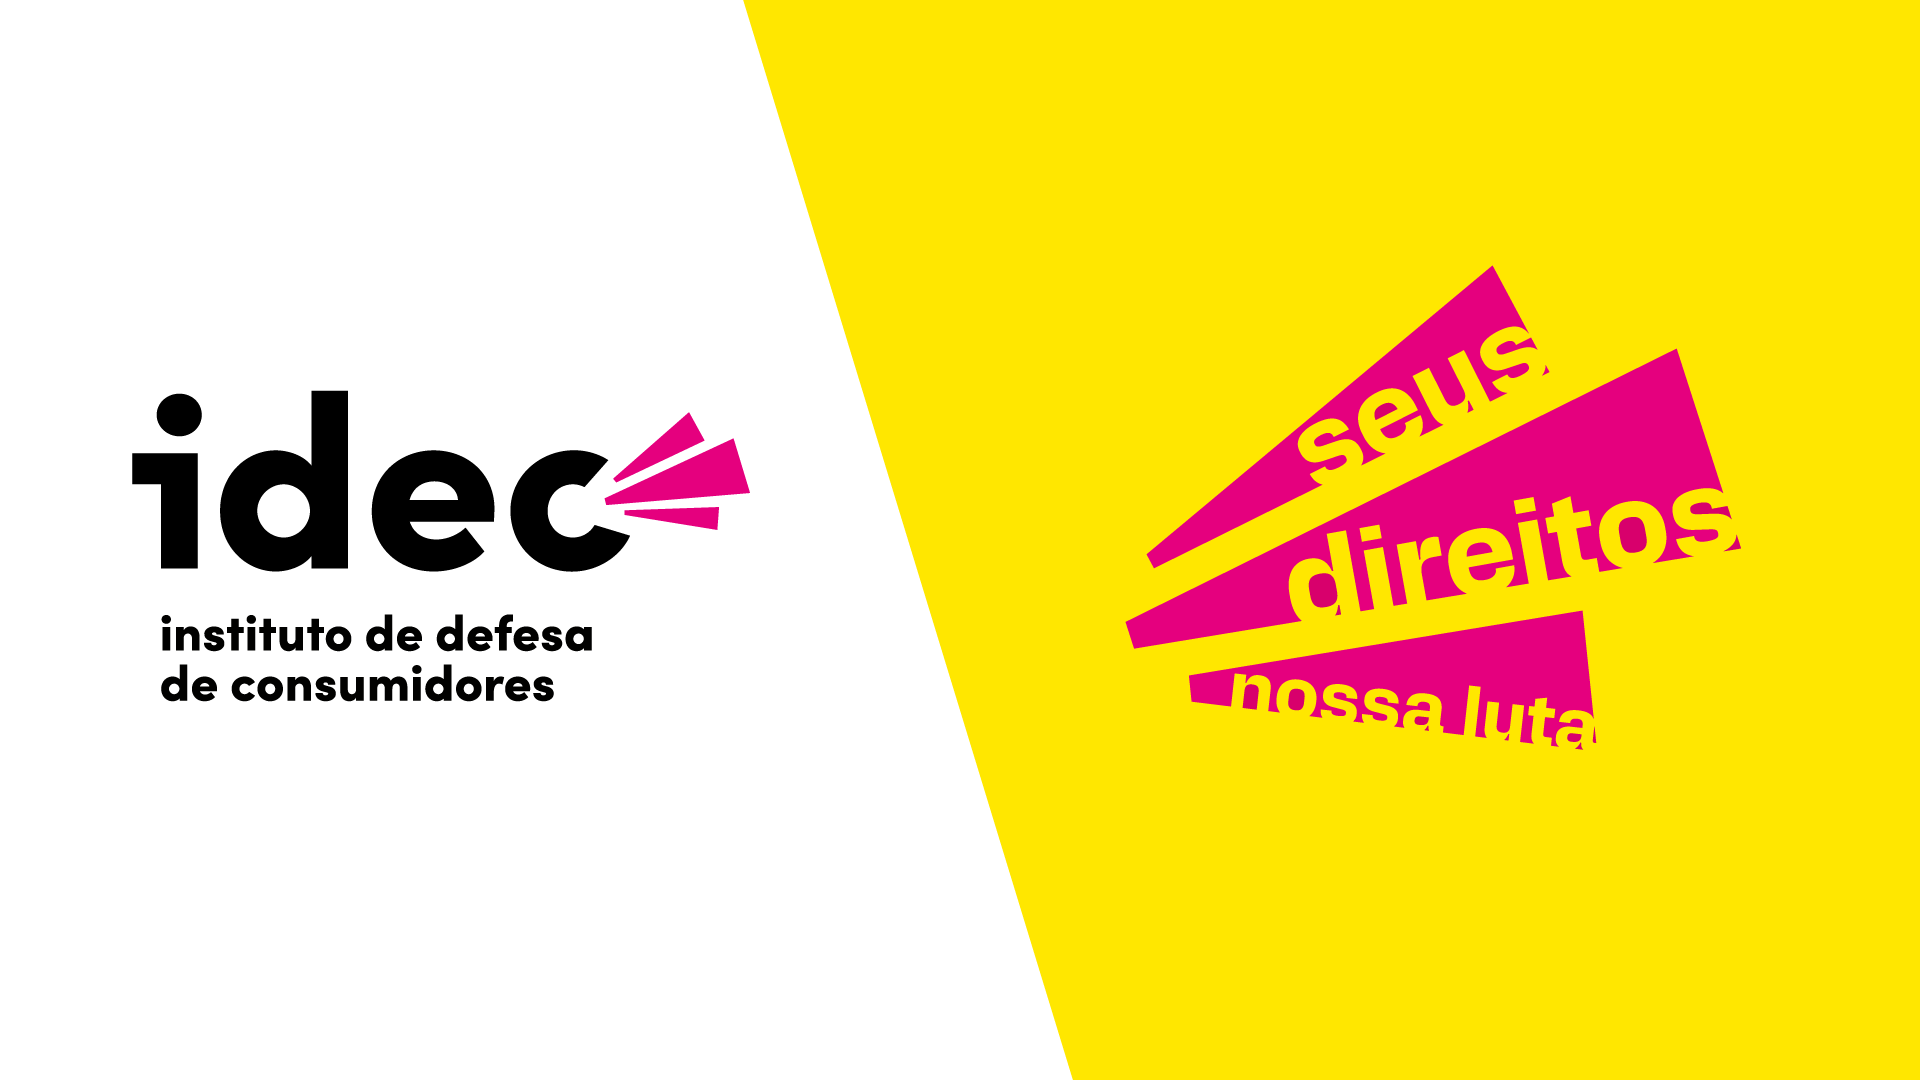 idec
instituto de defesa
de consumidores
seus
direitos
nossa luta